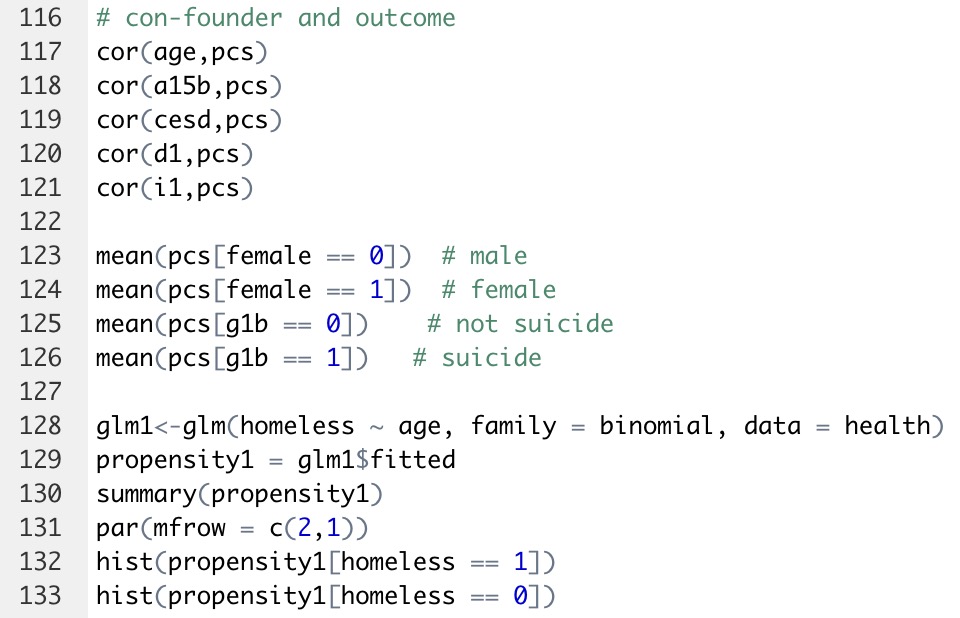 116 # con-founder and outcome
117 cor(age,pcs)
118 cor(a15b,pcs)
119 cor(cesd,pcs)
120 cor(d1,pcs)
121 cor(i1,pcs)
122
123 mean(pcs[female == 0])  # male
124 mean(pcs[female == 1])  # female
125 mean(pcs[g1b == 0])    # not suicide
126 mean(pcs[g1b == 1])   # suicide
127
128 glm1<-glm(homeless ~ age, family = binomial, data = health)
129 propensity1 = glm1$fitted
130 summary(propensity1)
131 par(mfrow = c(2,1))
132 hist(propensity1[homeless == 1])
133 hist(propensity1[homeless == 0])